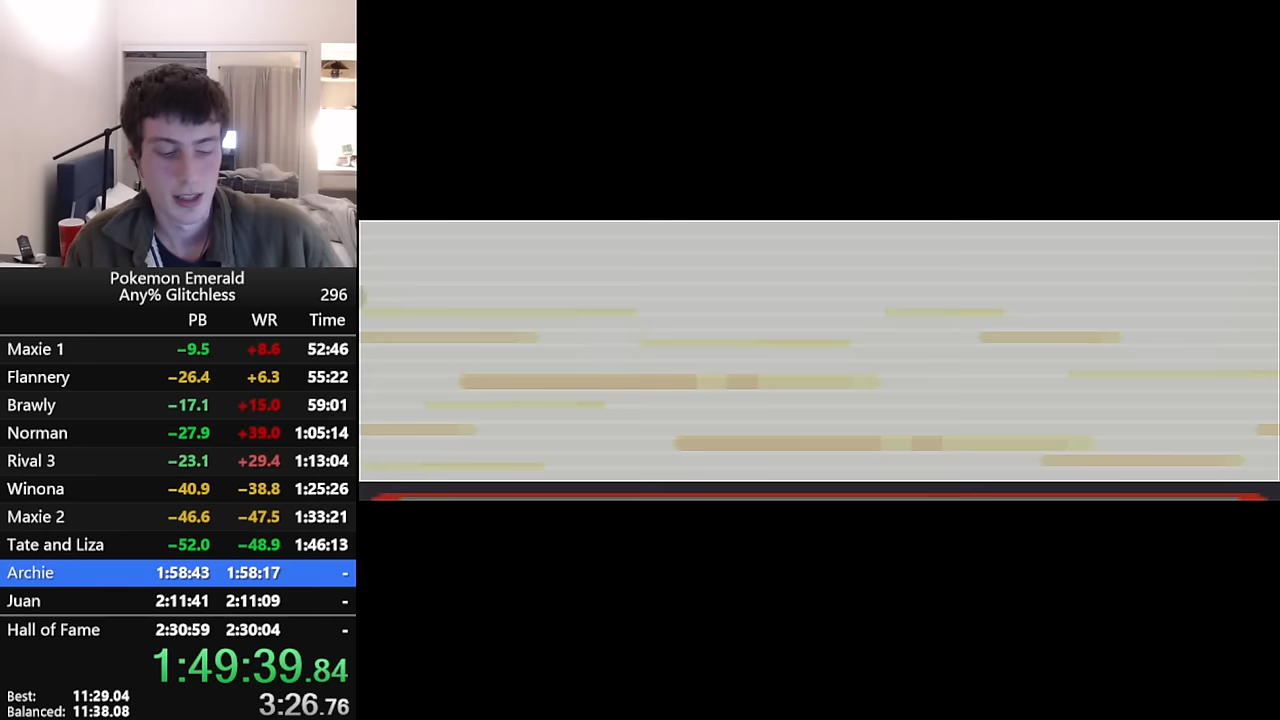 Pokemon Emerald
Any% Glitchless 296
PB WR Time
Maxie 1 −9.5 +8.6 52:46
Flannery −26.4 +6.3 55:22
Brawly −17.1 +15.0 59:01
Norman −27.9 +39.0 1:05:14
Rival 3 −23.1 +29.4 1:13:04
Winona −40.9 −38.8 1:25:26
Maxie 2 −46.6 −47.5 1:33:21
Tate and Liza −52.0 −48.9 1:46:13
Archie 1:58:43 1:58:17 -
Juan 2:11:41 2:11:09 -
Hall of Fame 2:30:59 2:30:04 -
1:49:39.84
Best: 11:29.04
Balanced: 11:38.08
3:26.76